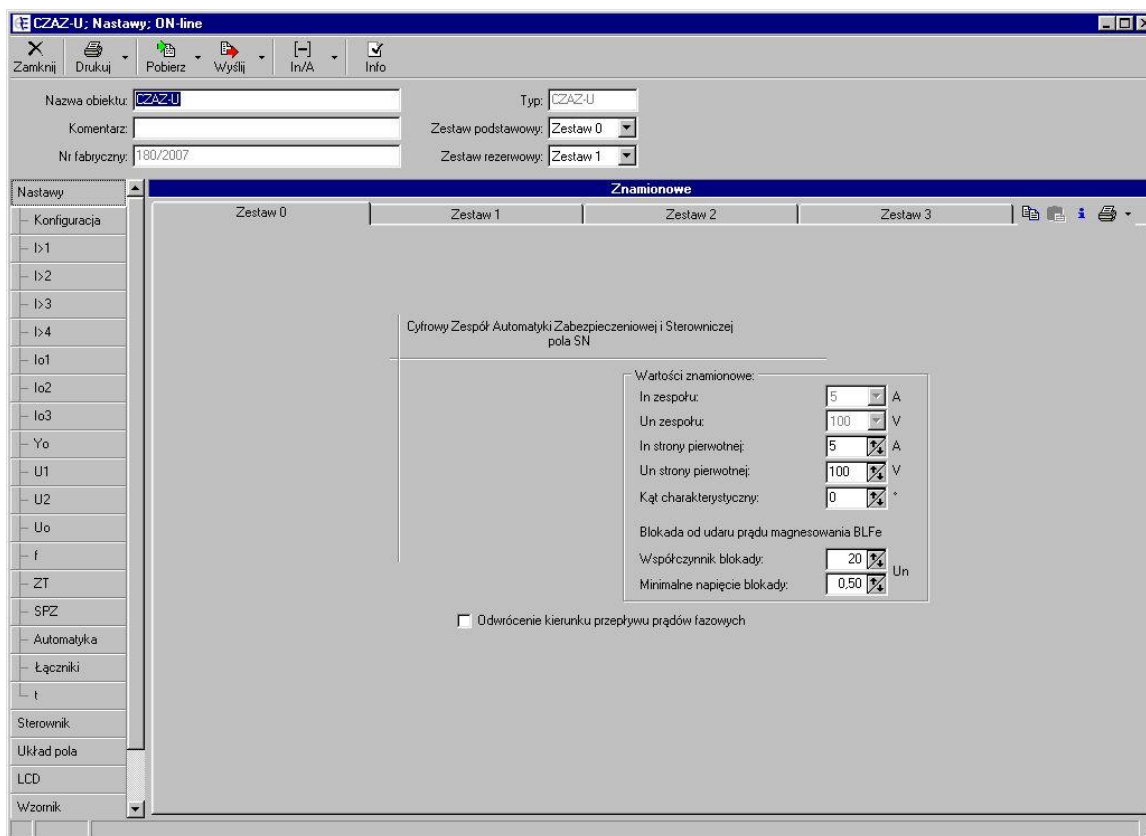 CZAZ-U; Nastawy; ON-line
Zamknij Drukuj Pobierz Wyślij In/A Info
Nazwa obiektu: CZAZ-U Typ: CZAZ-U
Komentarz: Zestaw podstawowy: Zestaw 0
Nr fabryczny: 180/2007 Zestaw rezerwowy: Zestaw 1
Nastawy
Konfiguracja
I>1
I>2
I>3
I>4
Io1
Io2
Io3
Yo
U1
U2
Uo
f
ZT
SPZ
Automatyka
Łączniki
t
Sterownik
Układ pola
LCD
Wzornik
Znamionowe
Zestaw 0 Zestaw 1 Zestaw 2 Zestaw 3
Cyfrowy Zespół Automatyki Zabezpieczeniowej i Sterowniczej
pola SN
Wartości znamionowe:
In zespołu: 5 A
Un zespołu: 100 V
In strony pierwotnej: 5 A
Un strony pierwotnej: 100 V
Kąt charakterystyczny: 0 °
Blokada od udaru prądu magnesowania BLFe
Współczynnik blokady: 20
Un
Minimalne napięcie blokady: 0,50
Odwrócenie kierunku przepływu prądów fazowych